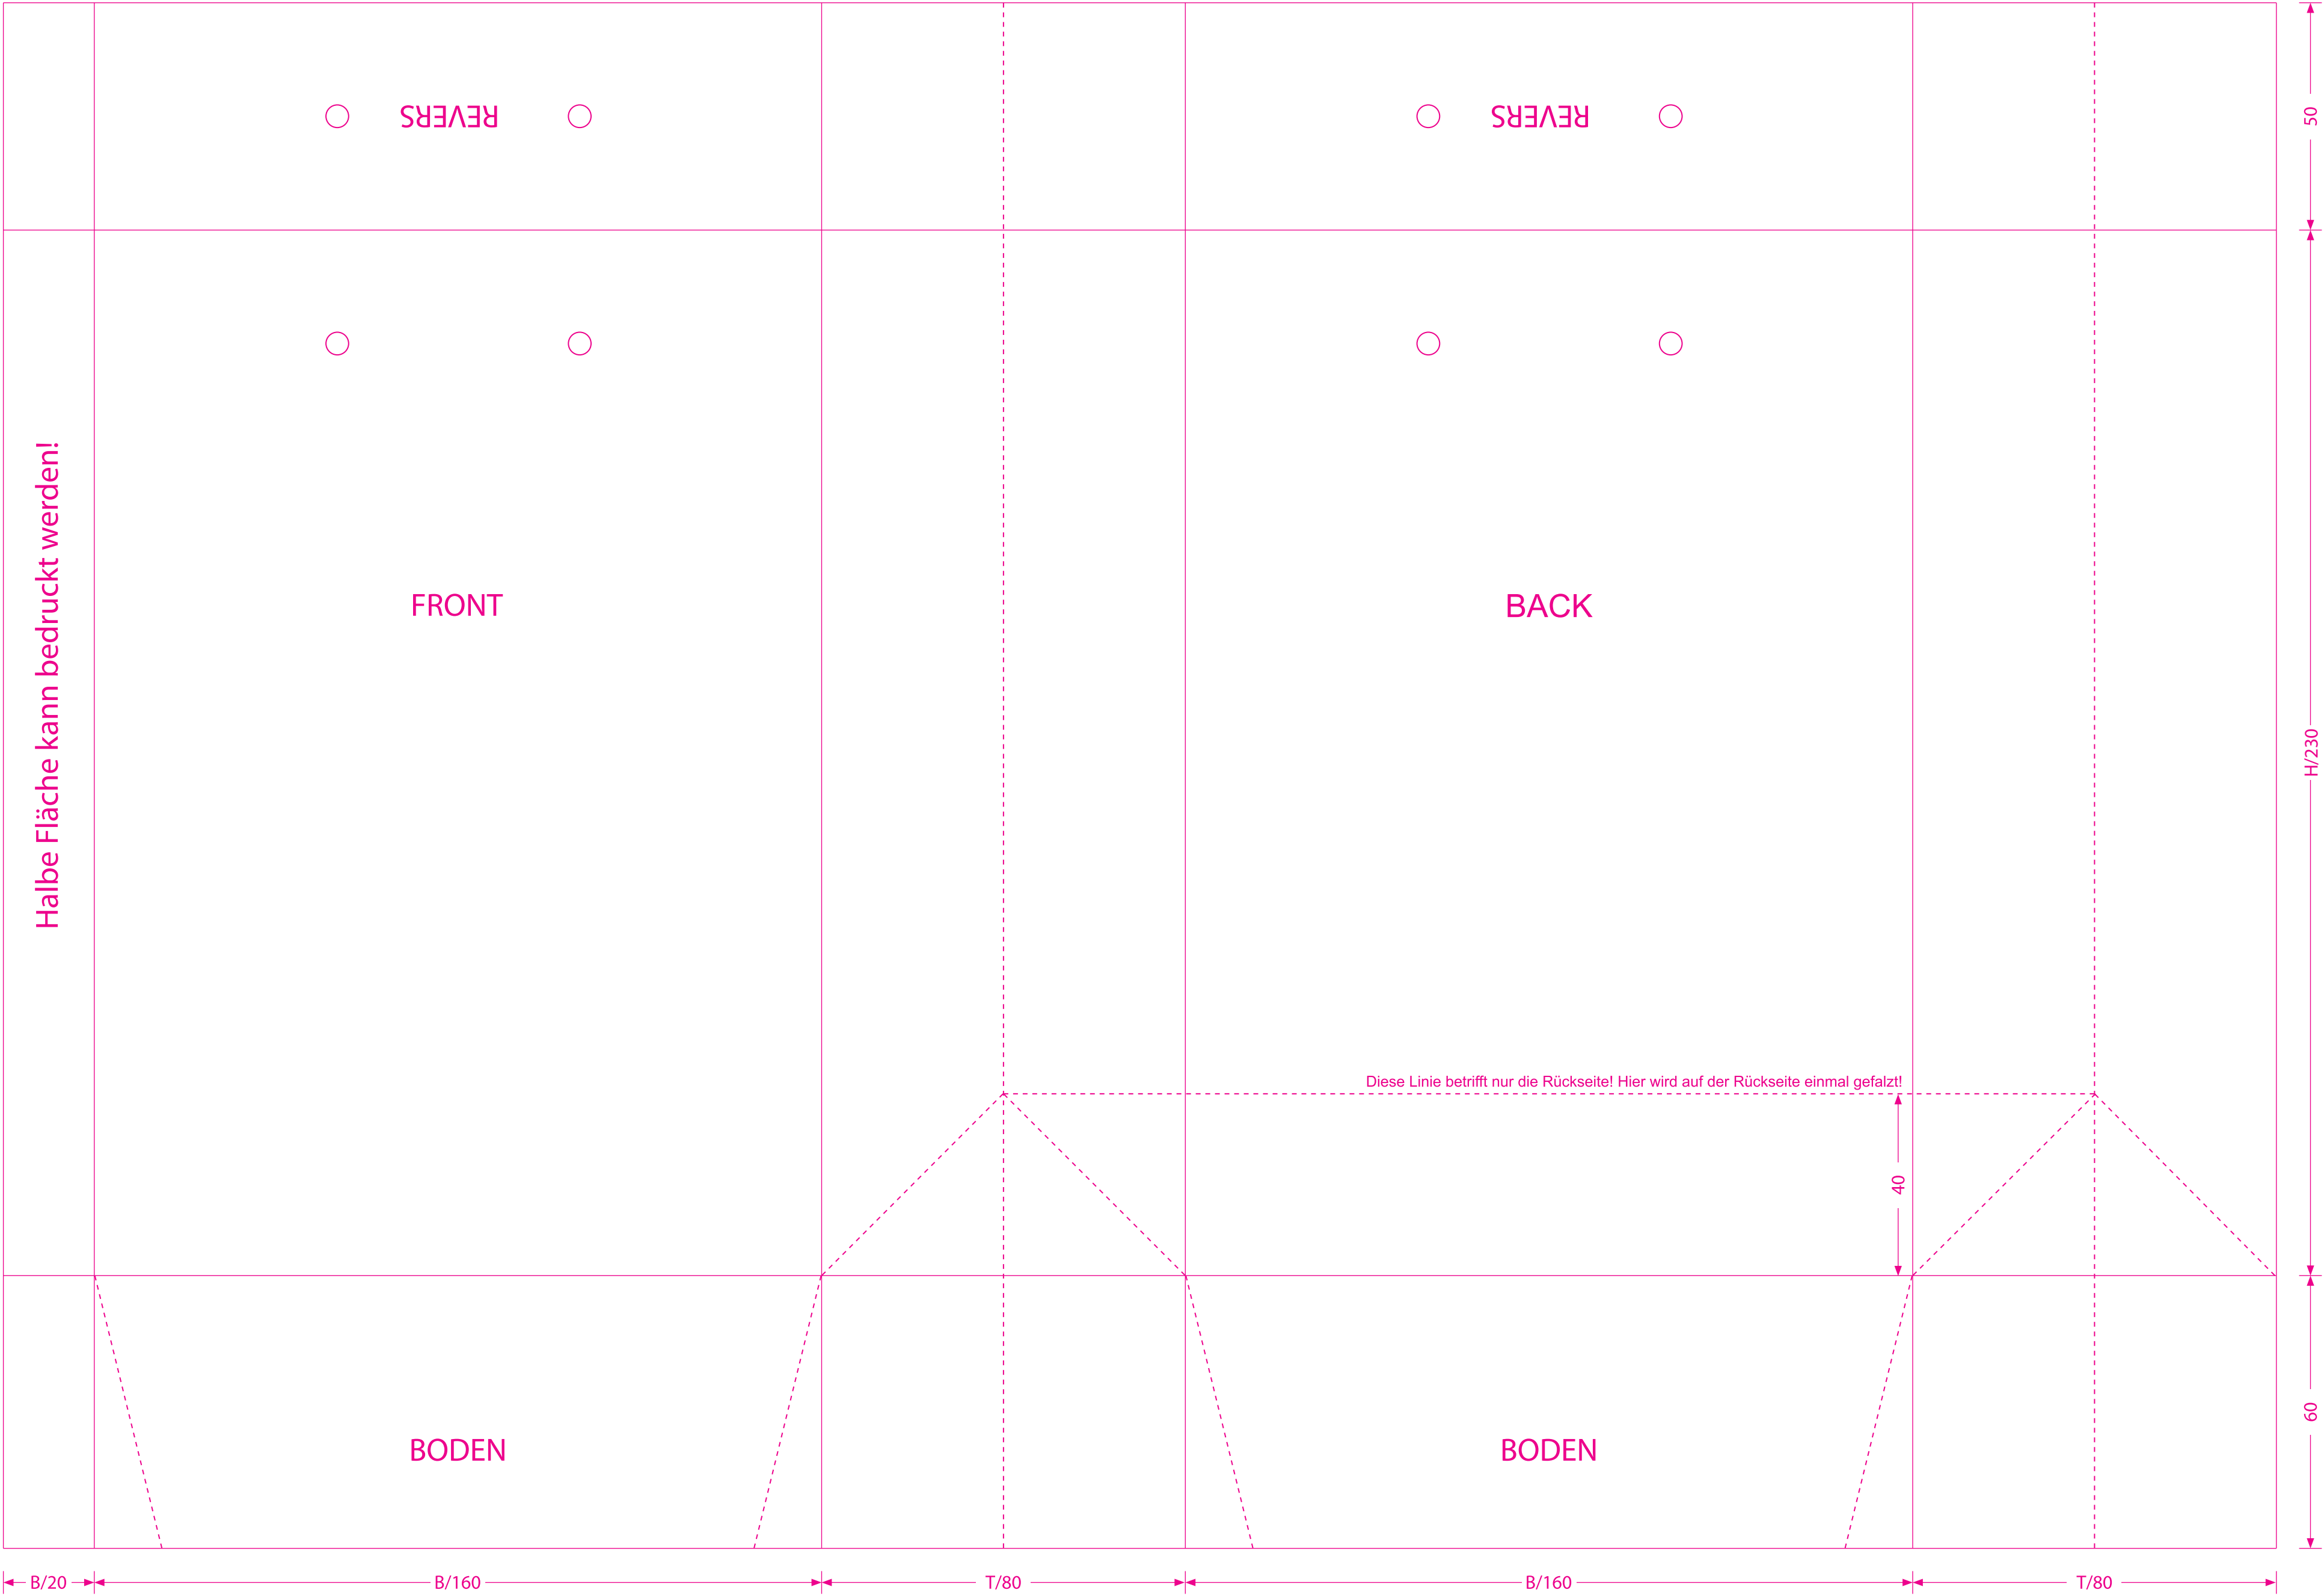 REVERS
REVERS
50
Halbe Fläche kann bedruckt werden!
FRONT
BACK
H/230
Diese Linie betrifft nur die Rückseite! Hier wird auf der Rückseite einmal gefalzt!
40
BODEN
BODEN
60
B/20
B/160
T/80
B/160
T/80